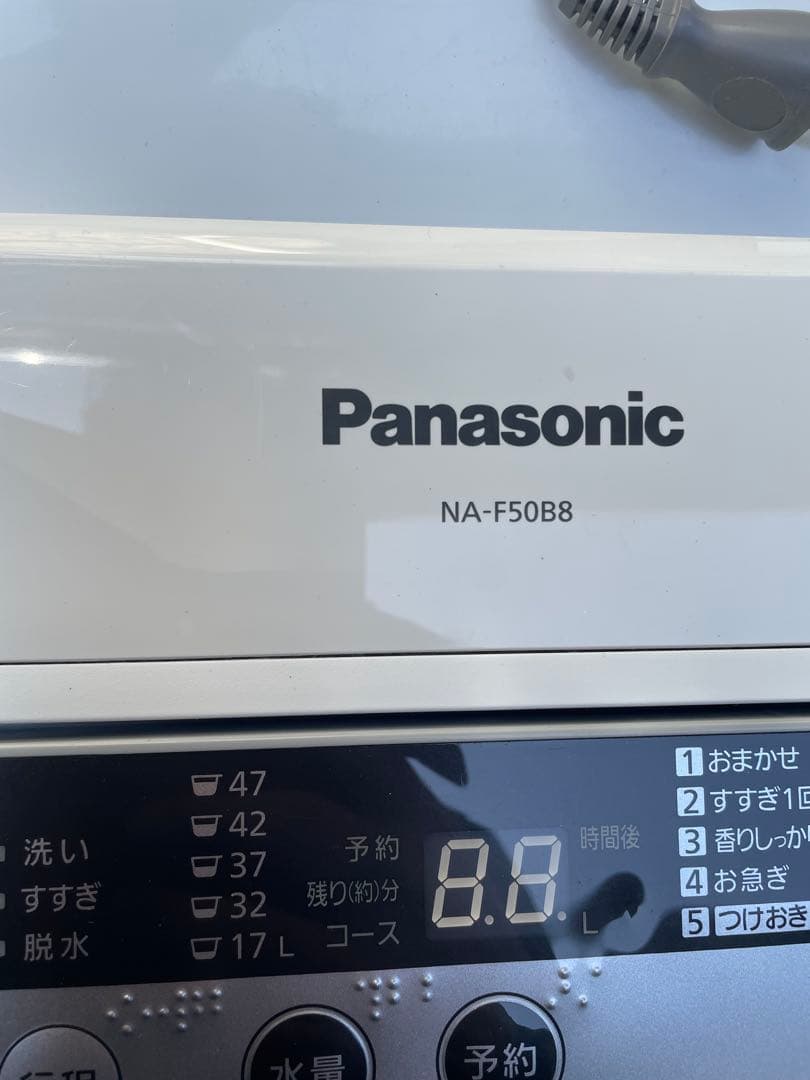 Panasonic
NA-F50B8
洗い
すすぎ
脱水
47
42
37
32
17 L
予約
残り(約)分
コース
8.8.
時間後
L
1 おまかせ
2 すすぎ1回
3 香りしっか
4 お急ぎ
5 つけおき
行程
水量
予約